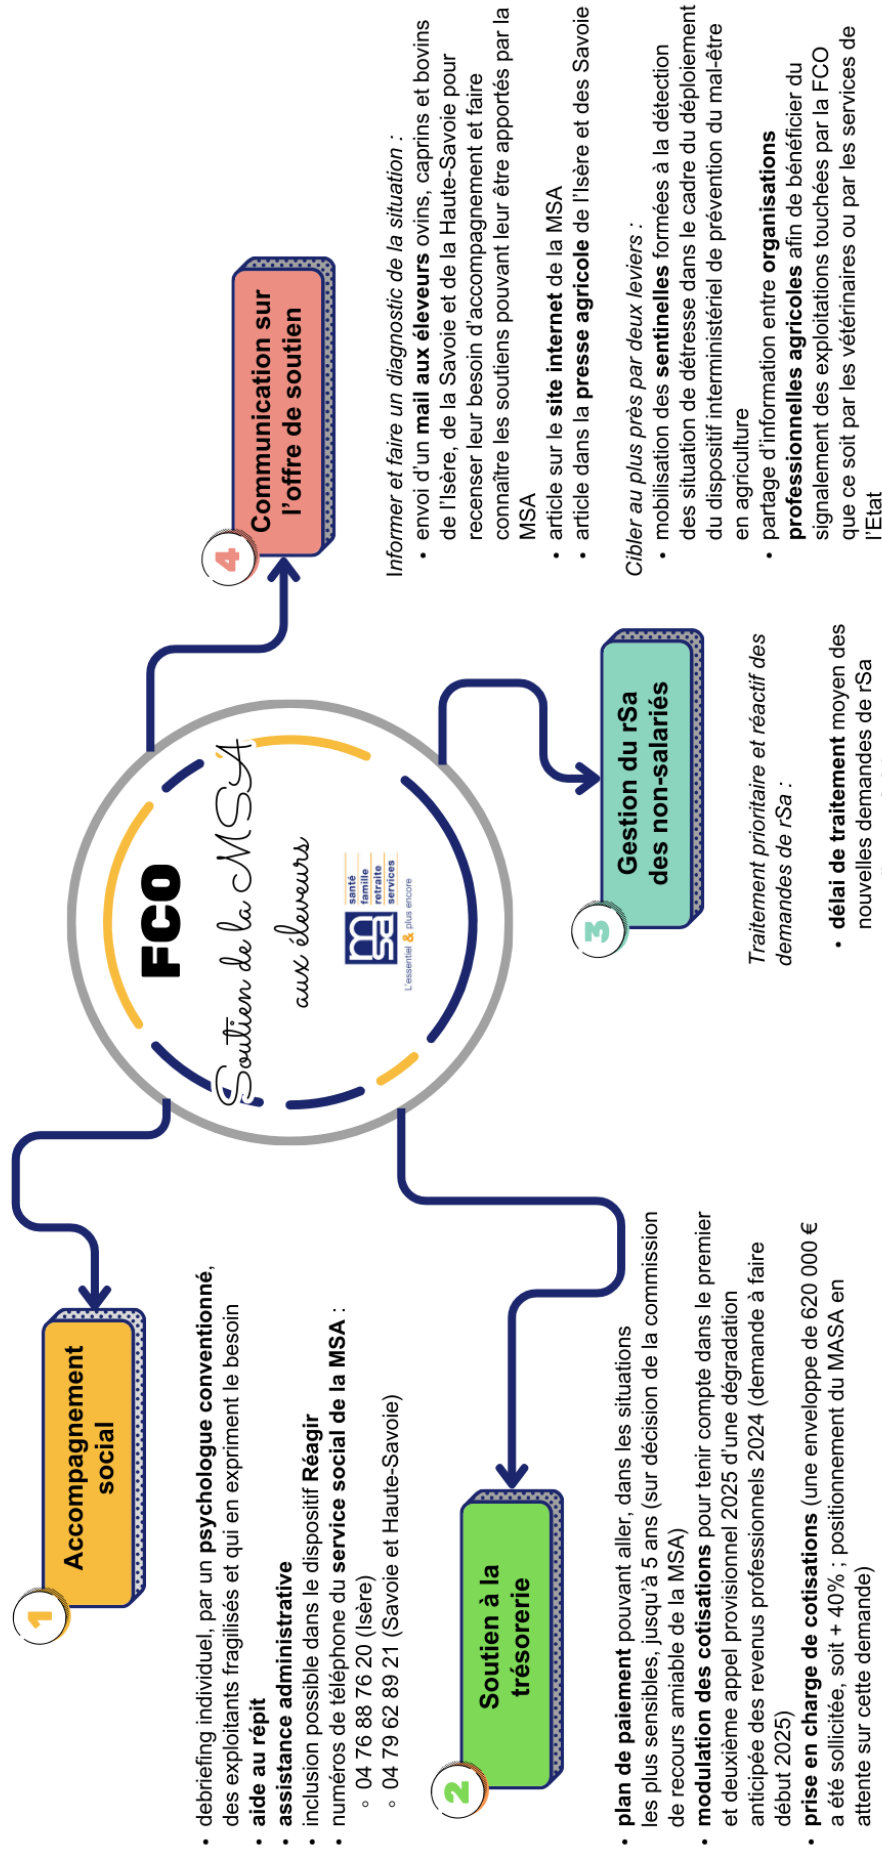 FCO
Soutien de la MSA
aux éleveurs
msa
santé
famille
retraite
services
L'essentiel & plus encore
1
Accompagnement
social
• debriefing individuel, par un psychologue conventionné,
des exploitants fragilisés et qui en expriment le besoin
• aide au répit
• assistance administrative
• inclusion possible dans le dispositif Réagir
• numéros de téléphone du service social de la MSA :
◦ 04 76 88 76 20 (Isère)
◦ 04 79 62 89 21 (Savoie et Haute-Savoie)
2
Soutien à la
trésorerie
• plan de paiement pouvant aller, dans les situations
les plus sensibles, jusqu'à 5 ans (sur décision de la commission
de recours amiable de la MSA)
• modulation des cotisations pour tenir compte dans le premier
et deuxième appel provisionnel 2025 d'une dégradation
anticipée des revenus professionnels 2024 (demande à faire
début 2025)
• prise en charge de cotisations (une enveloppe de 620 000 €
a été sollicitée, soit + 40% ; positionnement du MASA en
attente sur cette demande)
3
Gestion du rSa
des non-salariés
Traitement prioritaire et réactif des
demandes de rSa :
• délai de traitement moyen des
nouvelles demandes de rSa
4
Communication sur
l'offre de soutien
Informer et faire un diagnostic de la situation :
• envoi d'un mail aux éleveurs ovins, caprins et bovins
de l'Isère, de la Savoie et de la Haute-Savoie pour
recenser leur besoin d'accompagnement et faire
connaître les soutiens pouvant leur être apportés par la
MSA
• article sur le site internet de la MSA
• article dans la presse agricole de l'Isère et des Savoie
Cibler au plus près par deux leviers :
• mobilisation des sentinelles formées à la détection
des situation de détresse dans le cadre du déploiement
du dispositif interministériel de prévention du mal-être
en agriculture
• partage d'information entre organisations
professionnelles agricoles afin de bénéficier du
signalement des exploitations touchées par la FCO
que ce soit par les vétérinaires ou par les services de
l'Etat